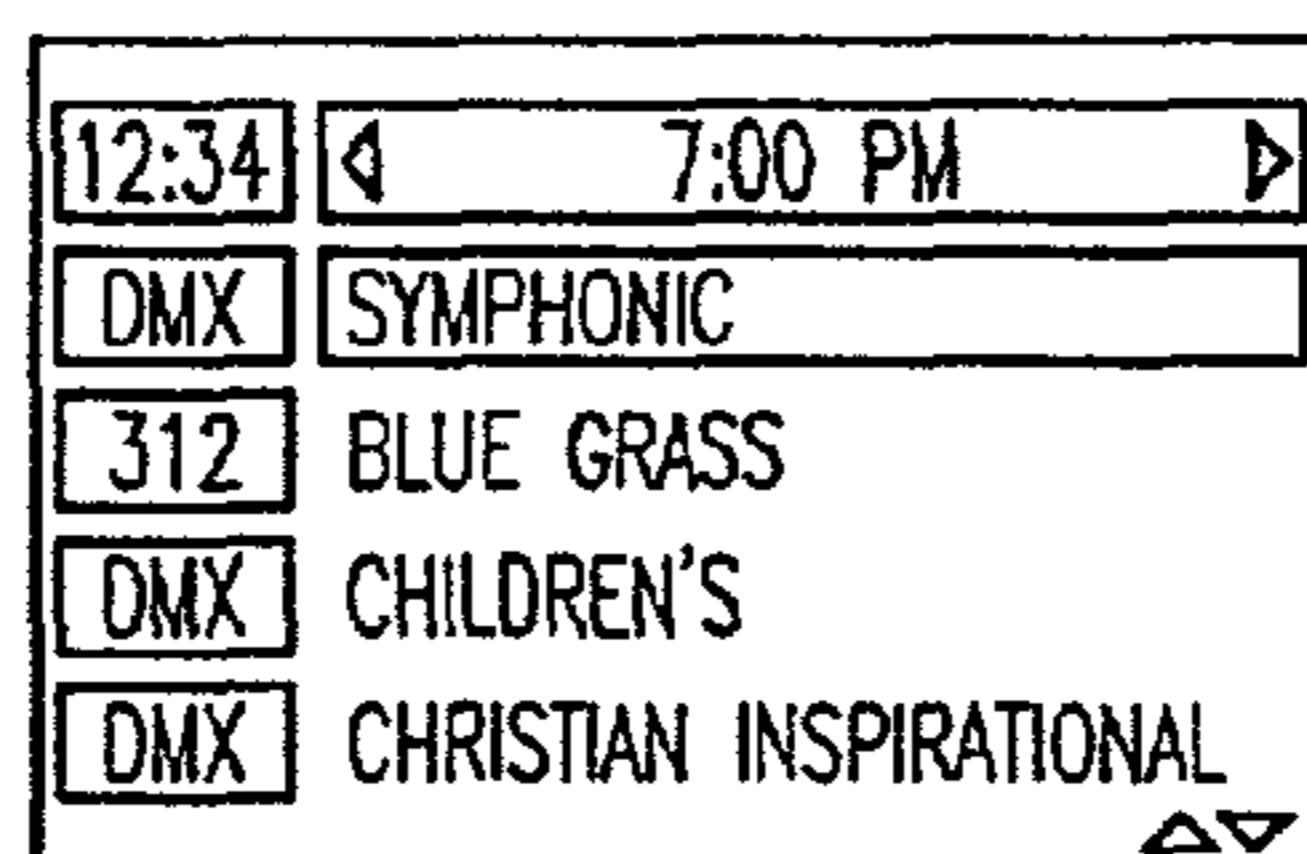 12:34 7:00 PM
DMX SYMPHONIC
312 BLUE GRASS
DMX CHILDREN'S
DMX CHRISTIAN INSPIRATIONAL